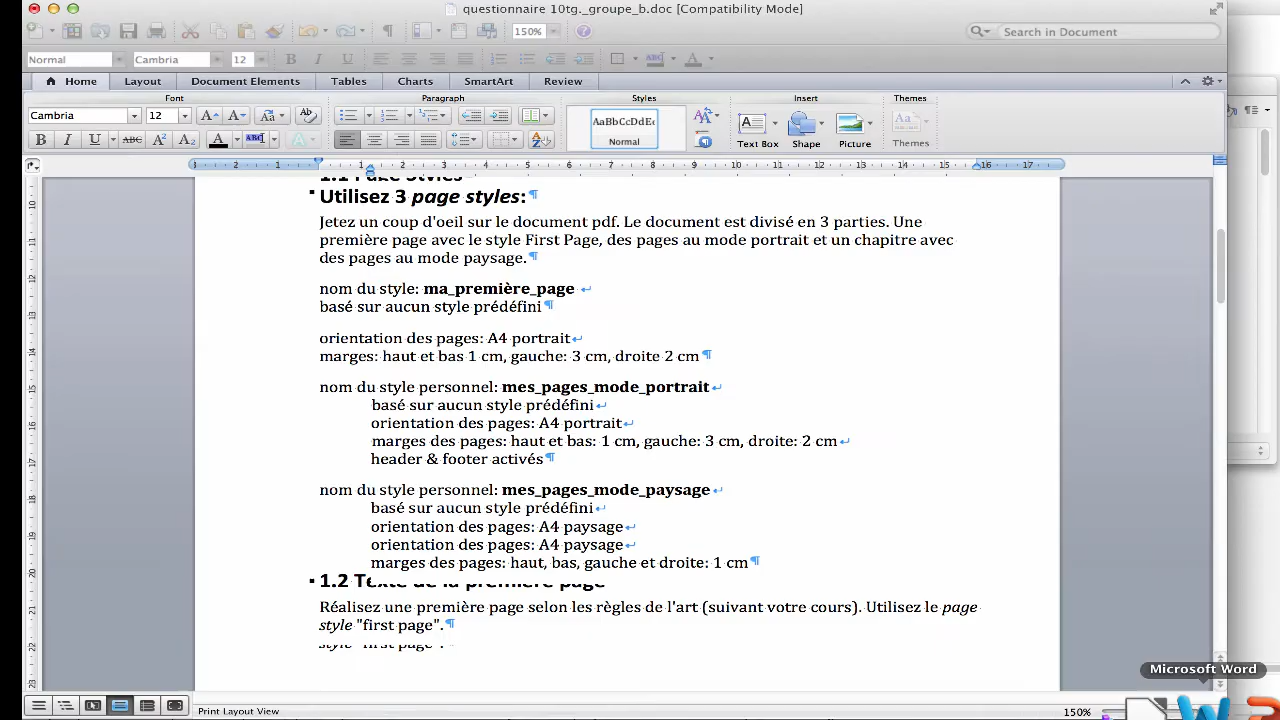 questionnaire 10tg._groupe_b.doc [Compatibility Mode]
150%
Search in Document
Normal Cambria 12
Home Layout Document Elements Tables Charts SmartArt Review
Font Paragraph Styles Insert Themes
Cambria 12
AaBbCcDdE
Normal
Text Box Shape Picture Themes
1.1 Page Styles
Utilisez 3 page styles:
Jetez un coup d'oeil sur le document pdf. Le document est divisé en 3 parties. Une
première page avec le style First Page, des pages au mode portrait et un chapitre avec
des pages au mode paysage.
nom du style: ma_première_page
basé sur aucun style prédéfini
orientation des pages: A4 portrait
marges: haut et bas 1 cm, gauche: 3 cm, droite 2 cm
nom du style personnel: mes_pages_mode_portrait
basé sur aucun style prédéfini
orientation des pages: A4 portrait
marges des pages: haut et bas: 1 cm, gauche: 3 cm, droite: 2 cm
header & footer activés
nom du style personnel: mes_pages_mode_paysage
basé sur aucun style prédéfini
orientation des pages: A4 paysage
orientation des pages: A4 paysage
marges des pages: haut, bas, gauche et droite: 1 cm
1.2 Texte de la première page
Réalisez une première page selon les règles de l'art (suivant votre cours). Utilisez le page
style "first page".
style "first page".
Microsoft Word
Print Layout View
150%